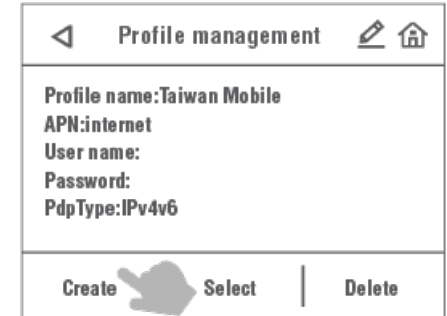 Profile management
Profile name:Taiwan Mobile
APN:internet
User name:
Password:
PdpType:IPv4v6
Create Select Delete